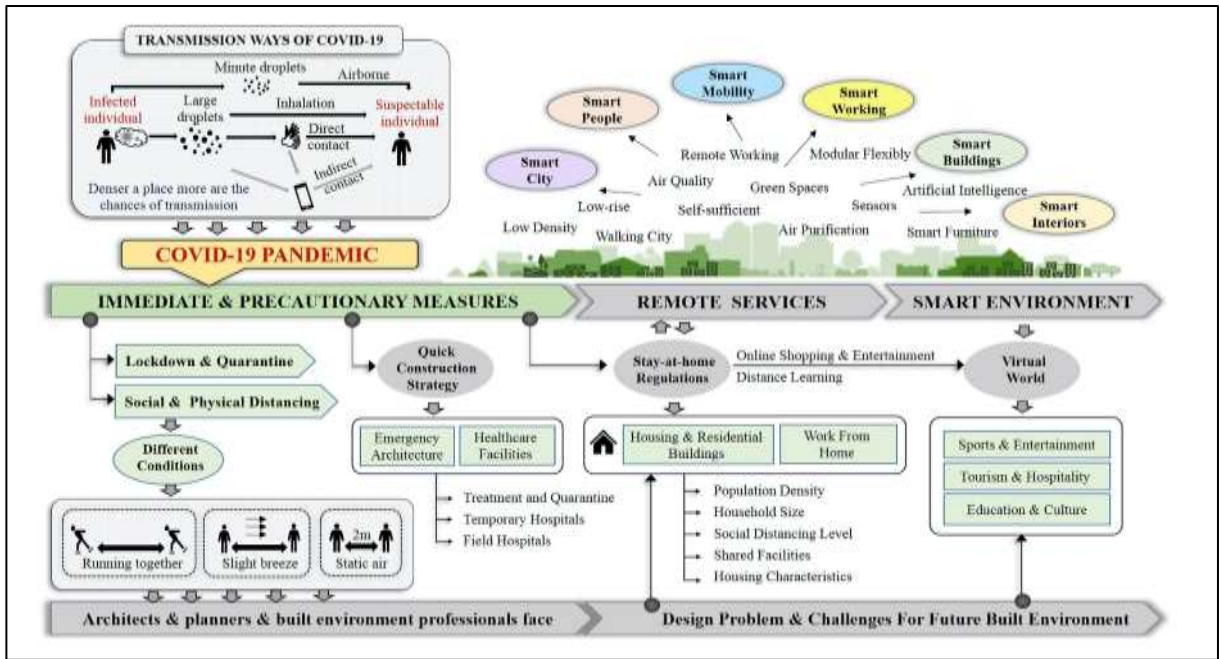 TRANSMISSION WAYS OF COVID-19
Minute droplets
Airborne
Infected
individual
Large
droplets
Inhalation
Suspectable
individual
Direct
contact
Indirect
contact
Denser a place more are the
chances of transmission
COVID-19 PANDEMIC
Smart
City
Smart
People
Smart
Mobility
Smart
Working
Smart
Buildings
Smart
Interiors
Remote Working
Modular Flexibly
Air Quality
Green Spaces
Artificial Intelligence
Low-rise
Self-sufficient
Sensors
Low Density
Walking City
Air Purification
Smart Furniture
IMMEDIATE & PRECAUTIONARY MEASURES
REMOTE SERVICES
SMART ENVIRONMENT
Lockdown & Quarantine
Social & Physical Distancing
Different
Conditions
Running together
Slight breeze
2m
Static air
Quick
Construction
Strategy
Emergency
Architecture
Healthcare
Facilities
Treatment and Quarantine
Temporary Hospitals
Field Hospitals
Stay-at-home
Regulations
Online Shopping & Entertainment
Distance Learning
Virtual
World
Housing & Residential
Buildings
Work From
Home
Population Density
Household Size
Social Distancing Level
Shared Facilities
Housing Characteristics
Sports & Entertainment
Tourism & Hospitality
Education & Culture
Architects & planners & built environment professionals face
Design Problem & Challenges For Future Built Environment